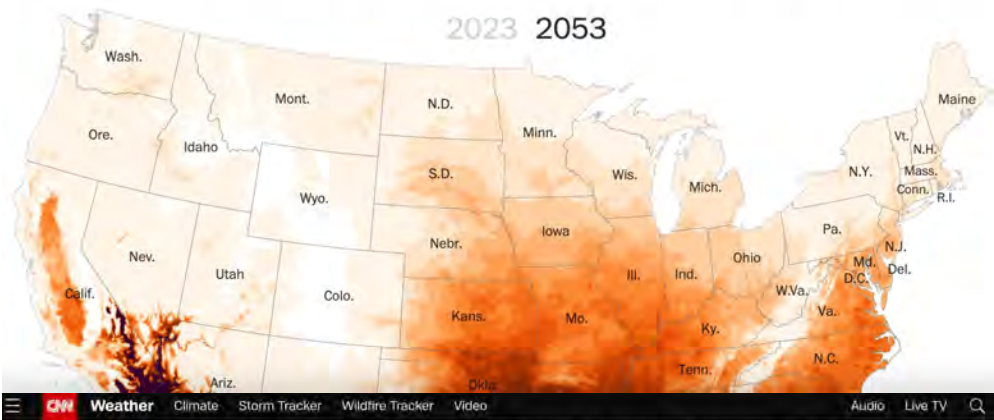 2023 2053
Wash.
Mont.
N.D.
Minn.
Maine
Ore.
Idaho
Vt.
N.H.
S.D.
Wis.
Mich.
N.Y.
Mass.
Conn.
R.I.
Wyo.
Iowa
Pa.
Nebr.
Nev.
Utah
Colo.
Ill.
Ind.
Ohio
N.J.
Md.
D.C.
Del.
Calif.
W.Va.
Va.
Kans.
Mo.
Ky.
N.C.
Tenn.
Ariz.
Okla.
CNN Weather Climate Storm Tracker Wildfire Tracker Video Audio Live TV